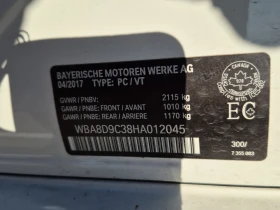 BAYERISCHE MOTOREN WERKE AG
04/2017 TYPE: PC / VT
GVWR / PNBV: 2115 kg
GAWR / PNBE: FRONT / AVANT 1010 kg
GAWR / PNBE: REAR / ARRIERE 1170 kg
WBA8D9C38HA012045
EC
300/